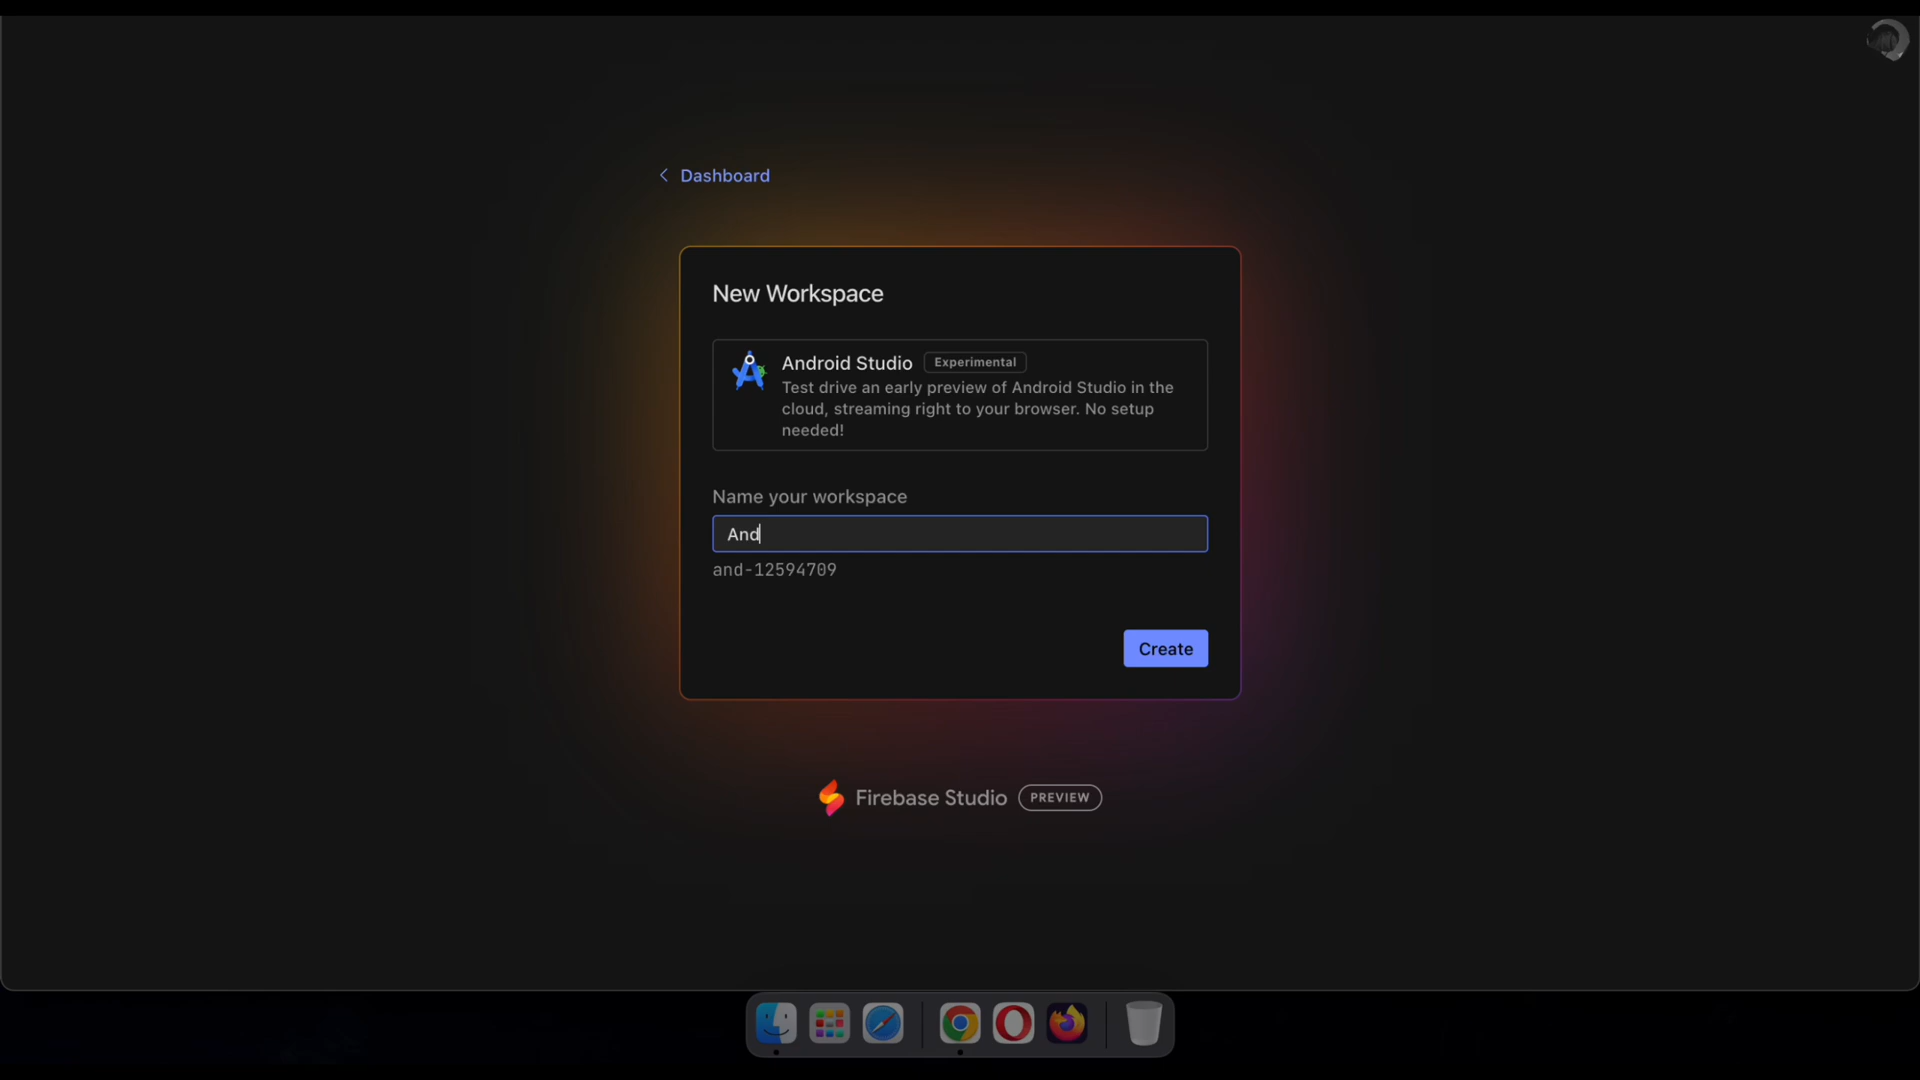 Dashboard
New Workspace
Android Studio Experimental
Test drive an early preview of Android Studio in the
cloud, streaming right to your browser. No setup
needed!
Name your workspace
And
and-12594709
Create
Firebase Studio PREVIEW